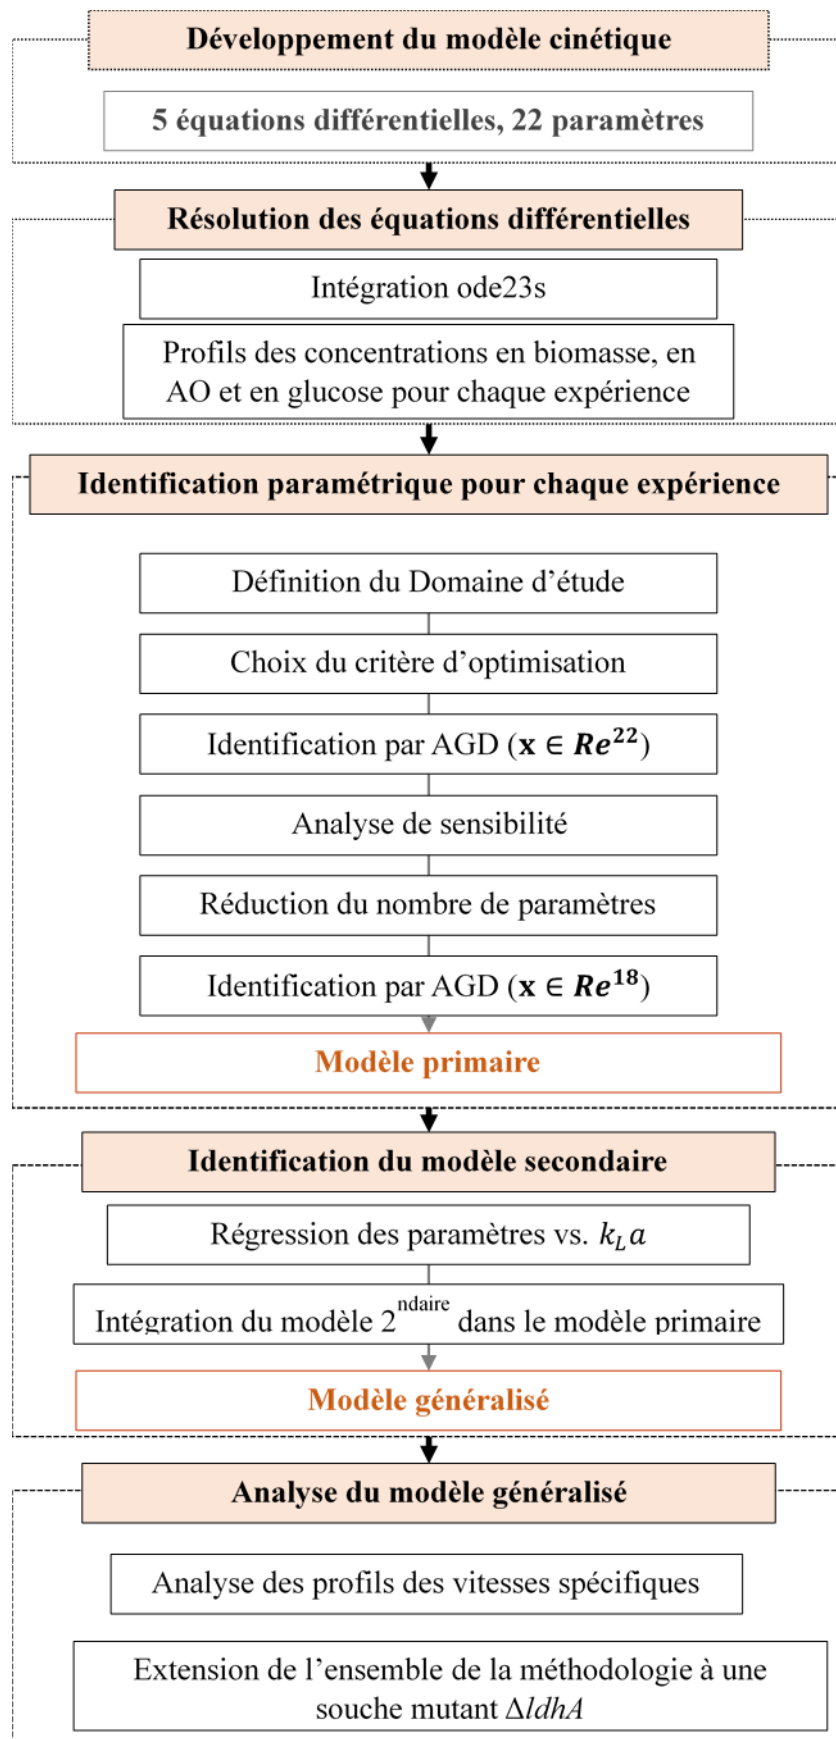 Développement du modèle cinétique
5 équations différentielles, 22 paramètres
Résolution des équations différentielles
Intégration ode23s
Profils des concentrations en biomasse, en
AO et en glucose pour chaque expérience
Identification paramétrique pour chaque expérience
Définition du Domaine d’étude
Choix du critère d’optimisation
Identification par AGD (x ∈ Re²²)
Analyse de sensibilité
Réduction du nombre de paramètres
Identification par AGD (x ∈ Re¹⁸)
Modèle primaire
Identification du modèle secondaire
Régression des paramètres vs. k_L a
Intégration du modèle 2^ndaire dans le modèle primaire
Modèle généralisé
Analyse du modèle généralisé
Analyse des profils des vitesses spécifiques
Extension de l’ensemble de la méthodologie à une
souche mutant ΔldhA